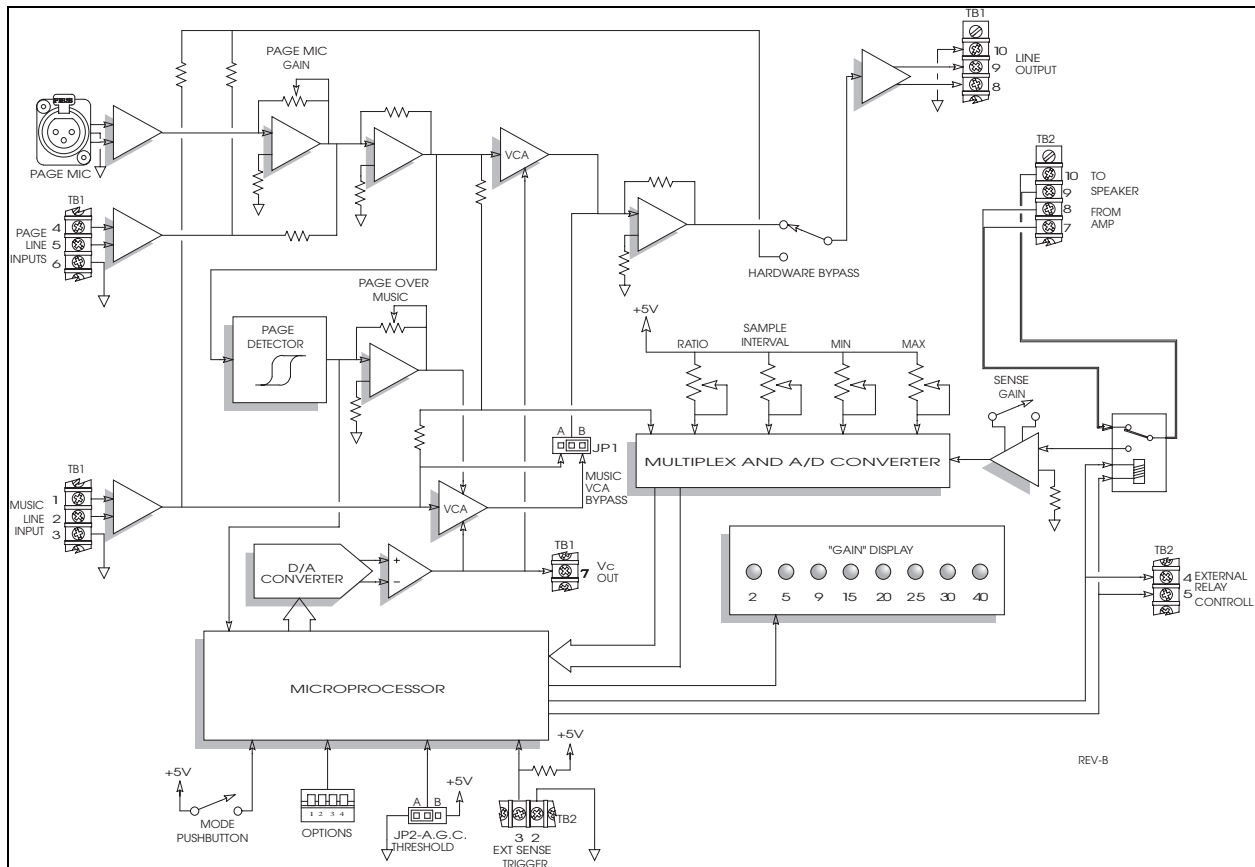 TB1
10
9
8
LINE
OUTPUT
PAGE MIC
GAIN
PAGE MIC
VCA
TB2
10
9
8
7
TO
SPEAKER
FROM
AMP
TB1
4
5
6
PAGE
LINE
INPUTS
HARDWARE BYPASS
PAGE OVER
MUSIC
PAGE
DETECTOR
+5V
RATIO
SAMPLE
INTERVAL
MIN
MAX
SENSE
GAIN
A B
JP1
MULTIPLEX AND A/D CONVERTER
MUSIC
VCA
BYPASS
TB1
1
2
3
MUSIC
LINE
INPUT
VCA
D/A
CONVERTER
+
−
TB1
7
Vc
OUT
"GAIN" DISPLAY
2 5 9 15 20 25 30 40
TB2
4
5
EXTERNAL
RELAY
CONTROLL
MICROPROCESSOR
+5V
MODE
PUSHBUTTON
1 2 3 4
OPTIONS
A B
+5V
JP2-A.G.C.
THRESHOLD
+5V
TB2
3 2
EXT SENSE
TRIGGER
REV-B